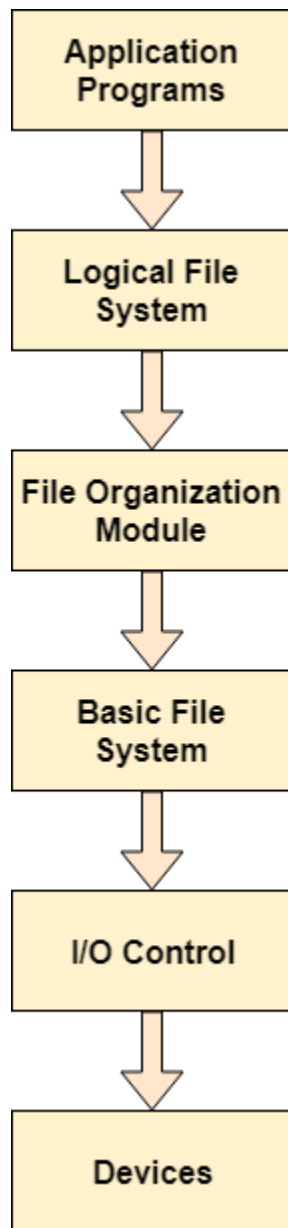 Application
Programs
Logical File
System
File Organization
Module
Basic File
System
I/O Control
Devices